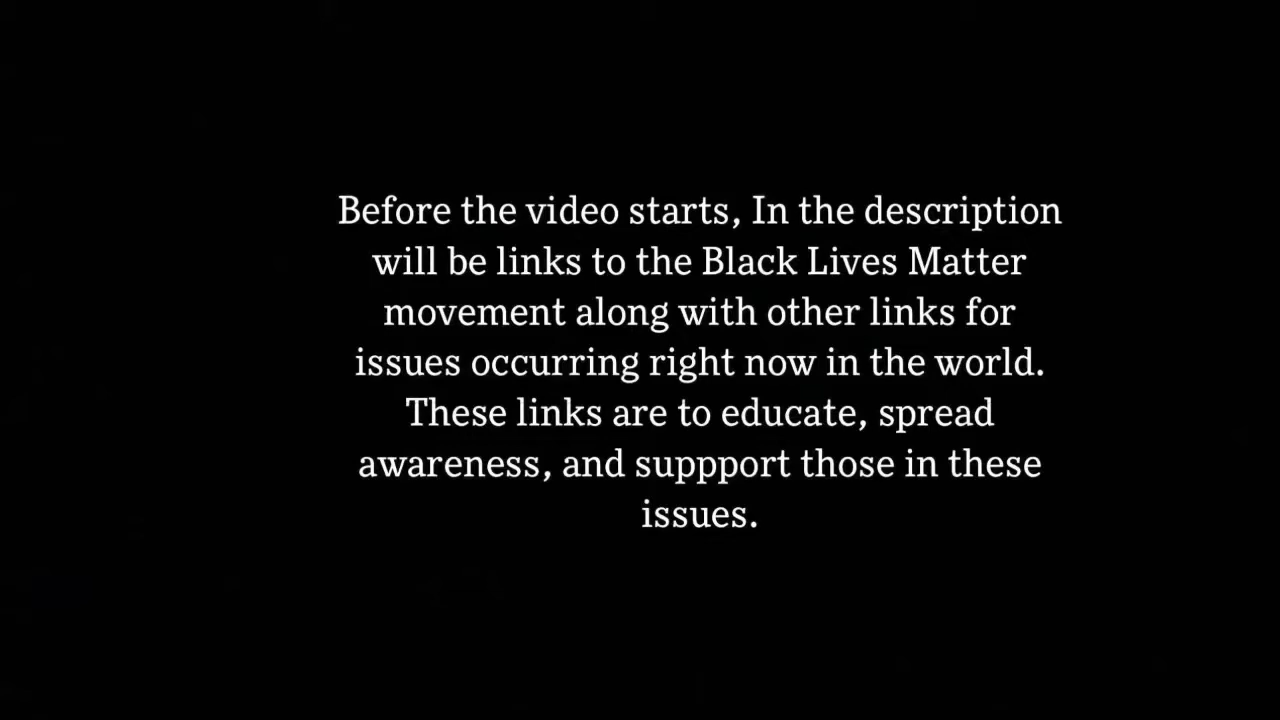 Before the video starts, In the description
will be links to the Black Lives Matter
movement along with other links for
issues occurring right now in the world.
These links are to educate, spread
awareness, and suppport those in these
issues.